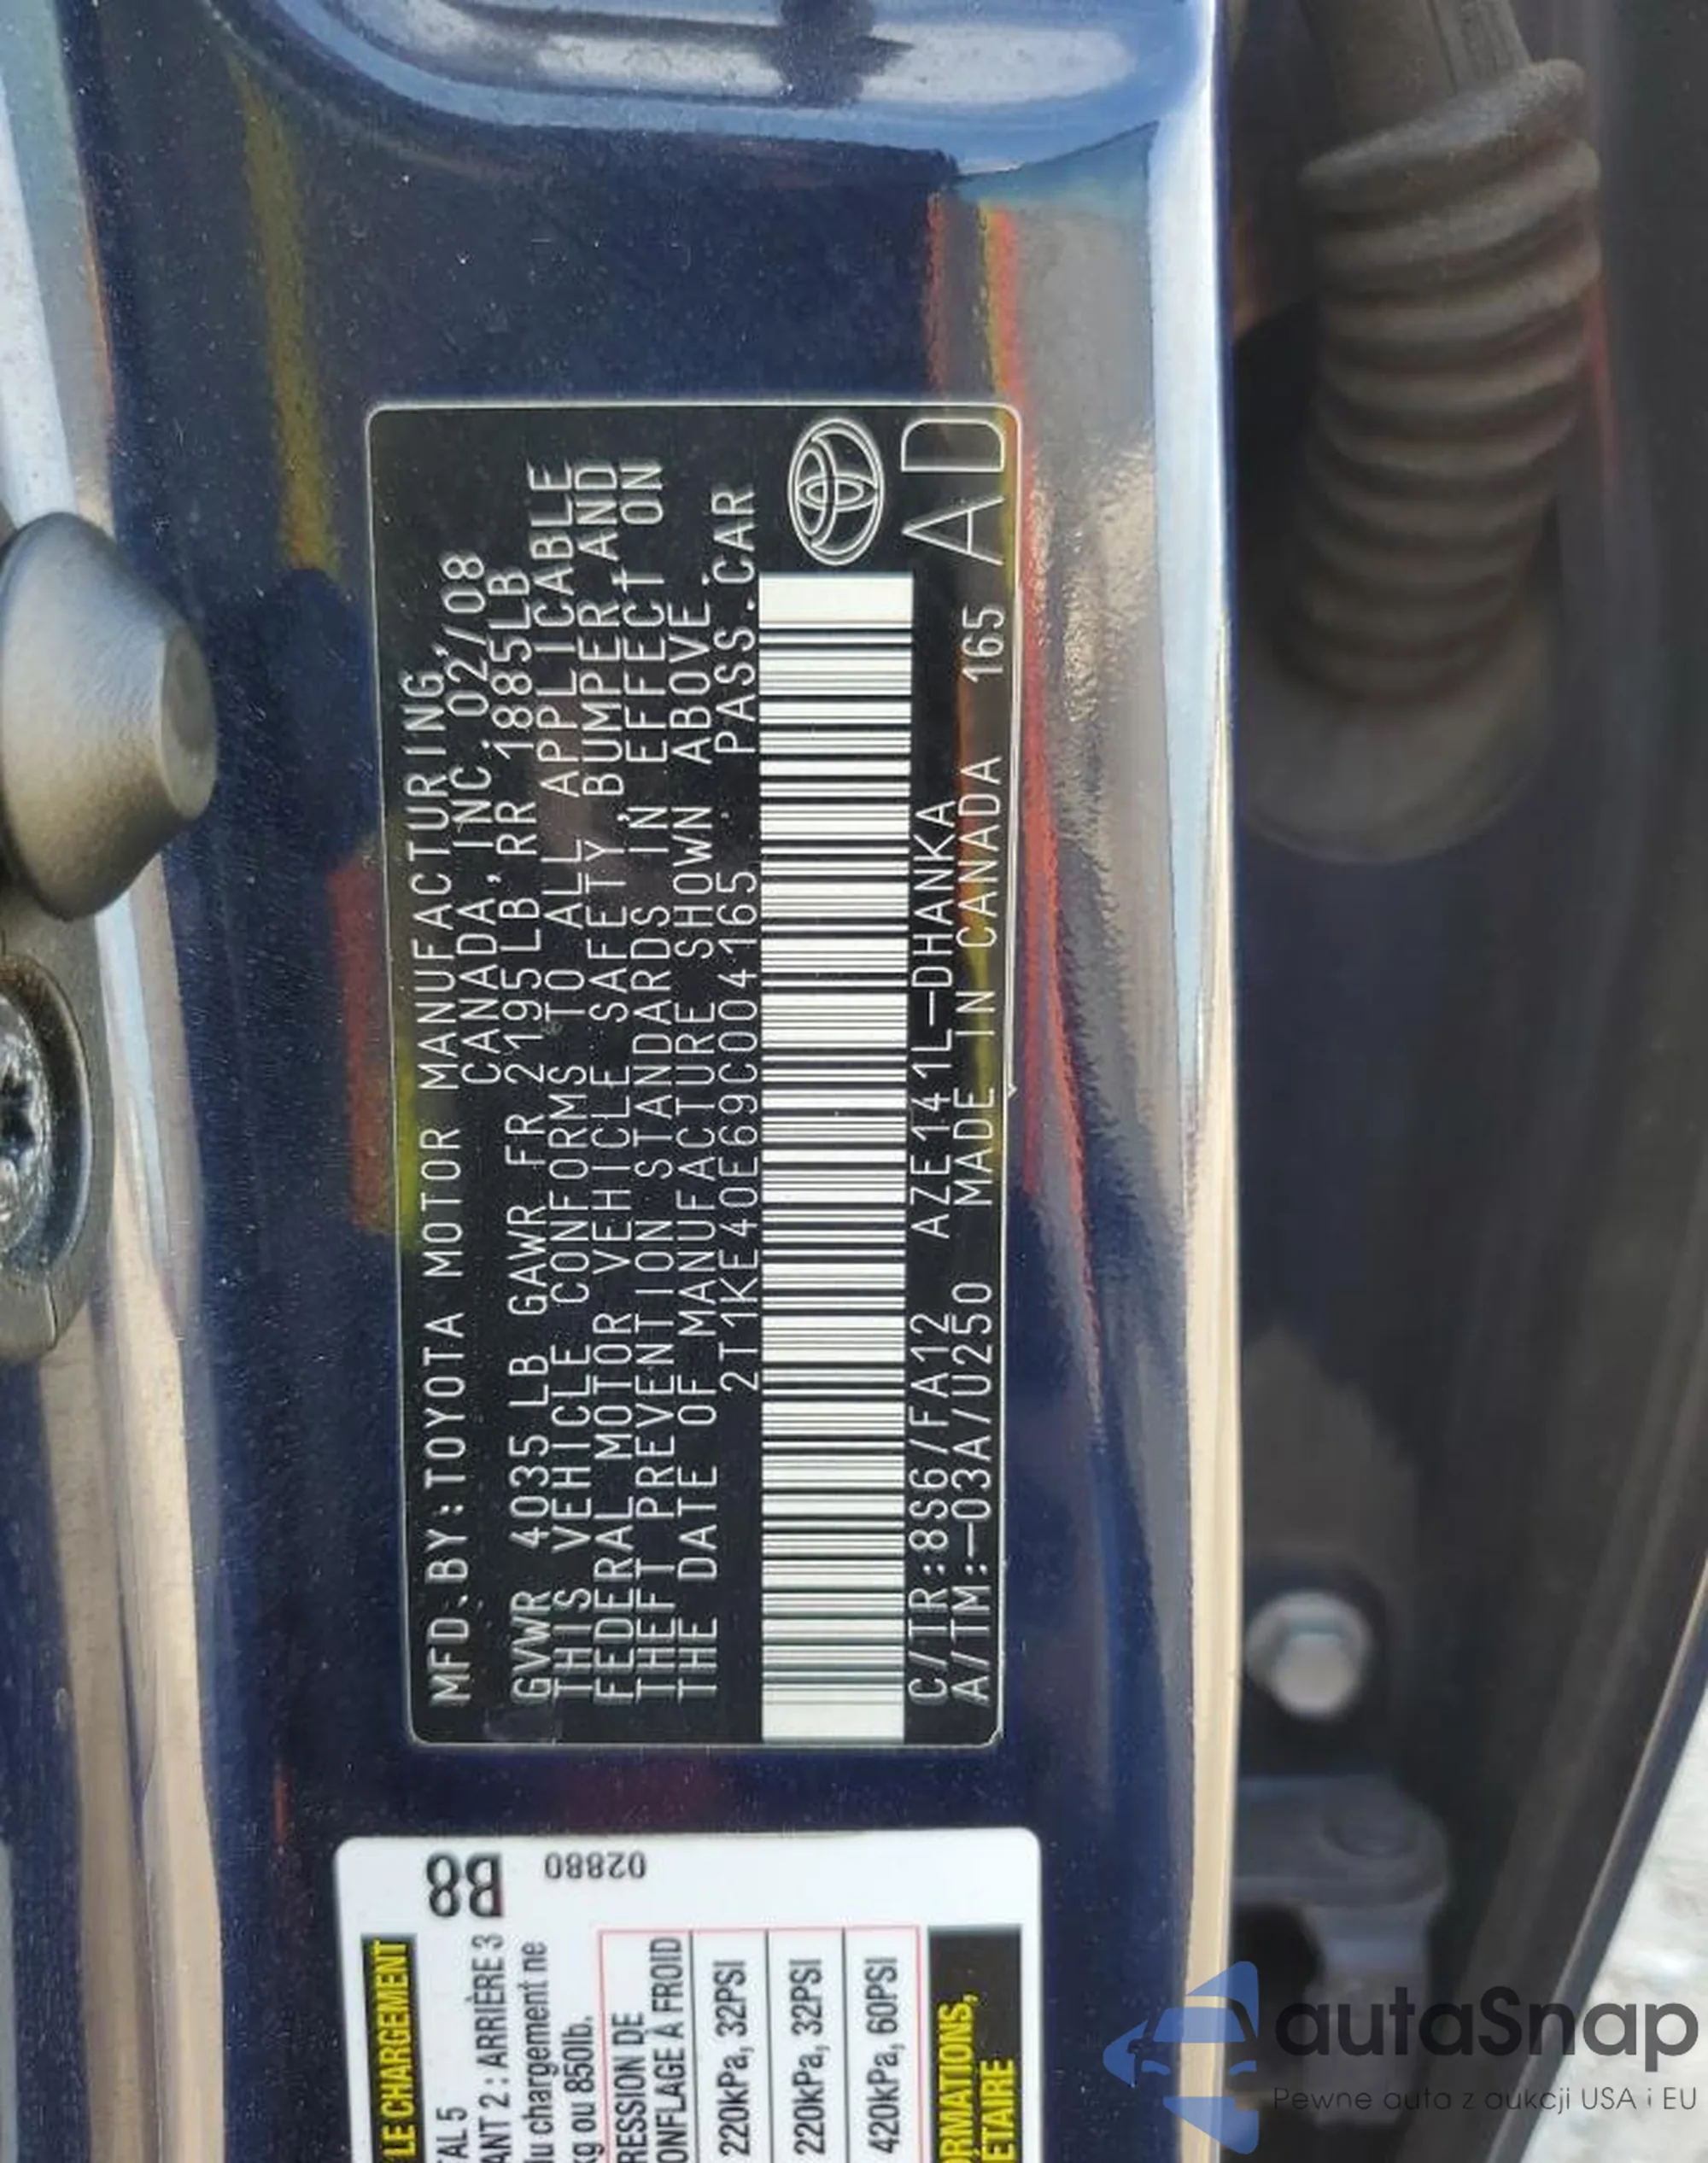 MFD.BY:TOYOTA MOTOR MANUFACTURING
CANADA, INC. 02/08
GVWR 4035LB GAWR FR 2195LB, RR 1885LB
THIS VEHICLE CONFORMS TO ALL APPLICABLE
FEDERAL MOTOR VEHICLE SAFETY, BUMPER AND
THEFT PREVENTION STANDARDS IN EFFECT ON
THE DATE OF MANUFACTURE SHOWN ABOVE.
2T1KE40E69C004165 PASS.CAR
C/TR:8S6/FA12 AZE141L-DHANKA
A/TM:-03A/U250 MADE IN CANADA 165
AD
B8
02880
LE CHARGEMENT
TAL 5
ANT 2 : ARRIÈRE 3
du chargement ne
kg ou 850lb.
RESSION DE
ONFLAGE À FROID
220kPa, 32PSI
220kPa, 32PSI
420kPa, 60PSI
ORMATIONS,
ÉTAIRE
autaSnap
Pewne auta z aukcji USA i EU